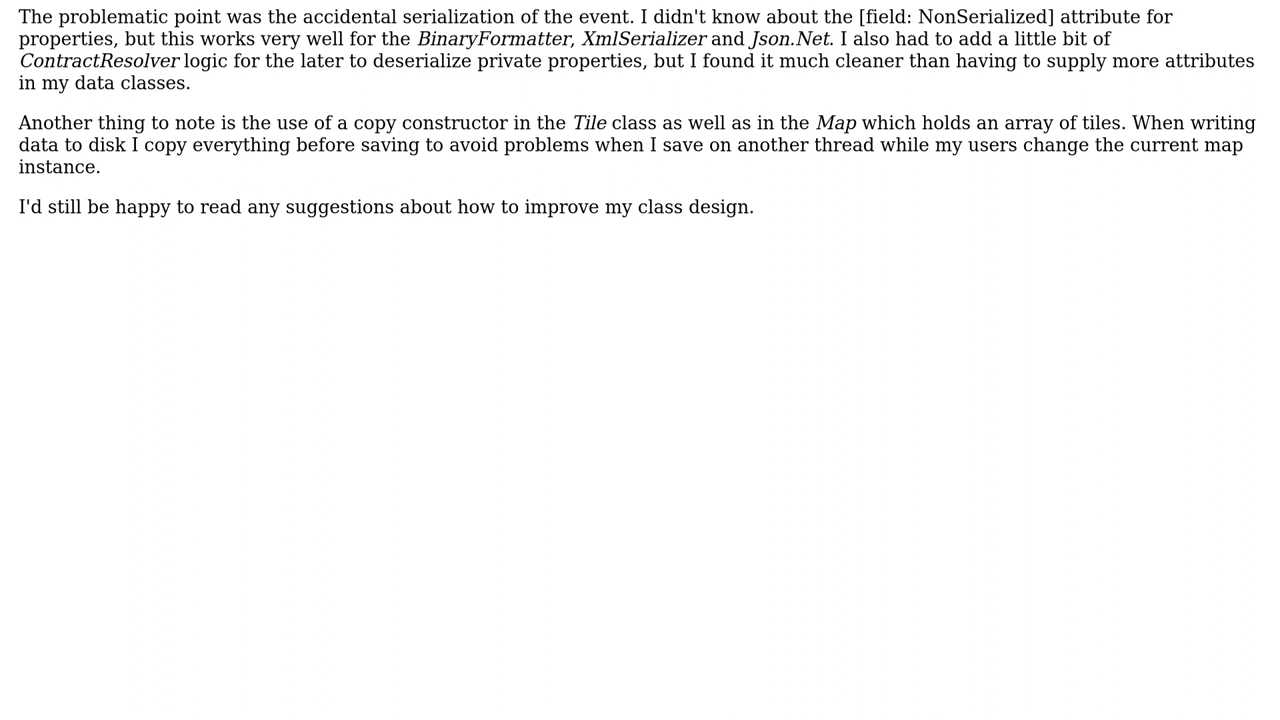 The problematic point was the accidental serialization of the event. I didn't know about the [field: NonSerialized] attribute for
properties, but this works very well for the BinaryFormatter, XmlSerializer and Json.Net. I also had to add a little bit of
ContractResolver logic for the later to deserialize private properties, but I found it much cleaner than having to supply more attributes
in my data classes.
Another thing to note is the use of a copy constructor in the Tile class as well as in the Map which holds an array of tiles. When writing
data to disk I copy everything before saving to avoid problems when I save on another thread while my users change the current map
instance.
I'd still be happy to read any suggestions about how to improve my class design.